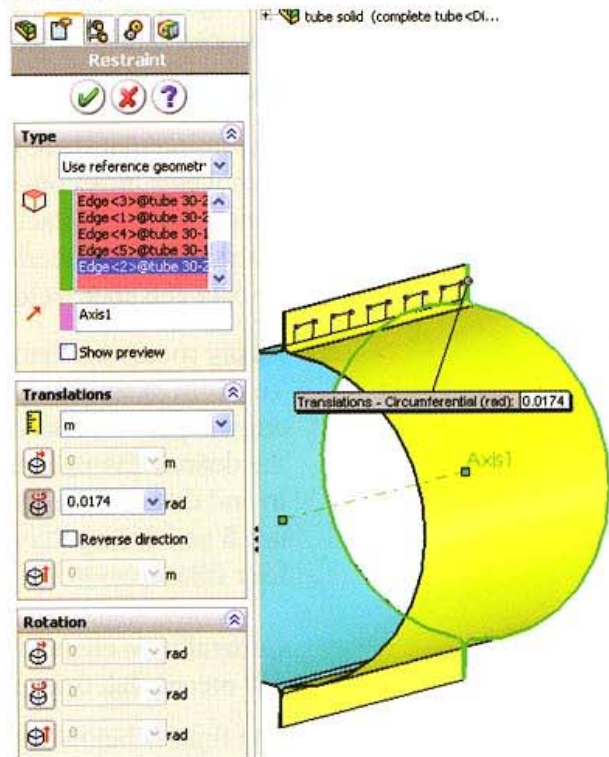 tube solid (complete tube<Di...
Restraint
?
Type
Use reference geometr
Edge<3>@tube 30-2
Edge<1>@tube 30-2
Edge<4>@tube 30-1
Edge<5>@tube 30-1
Edge<2>@tube 30-2
Axis1
Show preview
Translations
m
0 m
0.0174 rad
Reverse direction
0 m
Rotation
0 rad
0 rad
0 rad
Translations - Circumferential (rad): 0.0174
Axis1